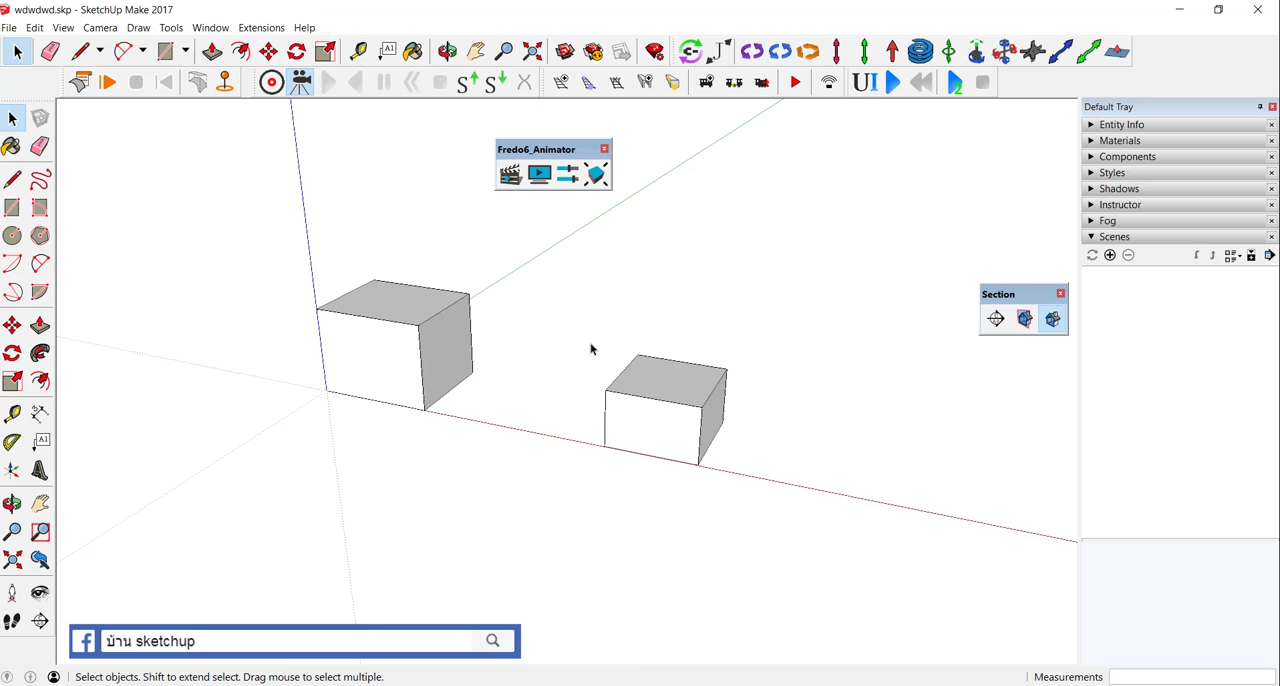 wdwdwd.skp - SketchUp Make 2017
File Edit View Camera Draw Tools Window Extensions Help
UI
2
Default Tray
Entity Info
Materials
Components
Styles
Shadows
Instructor
Fog
Scenes
Fredo6_Animator
Section
บ้าน sketchup
Select objects. Shift to extend select. Drag mouse to select multiple.
Measurements